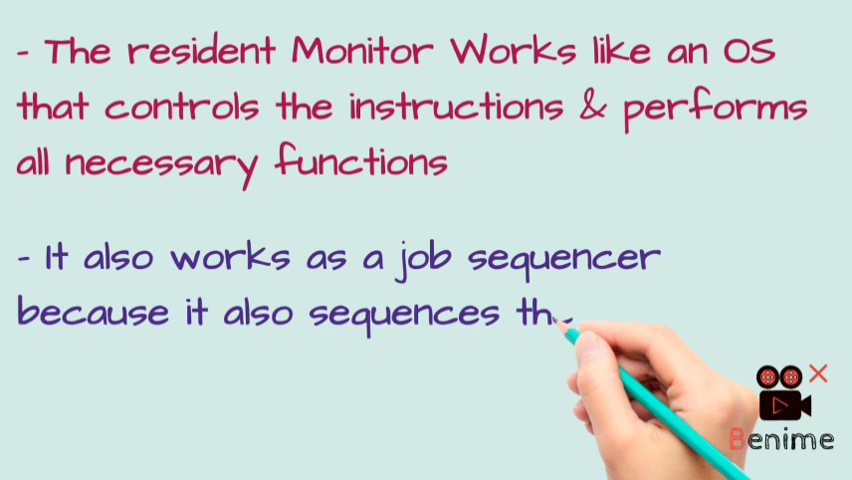 - The resident Monitor Works like an OS
that controls the instructions & performs
all necessary functions
- It also works as a job sequencer
because it also sequences
Benime